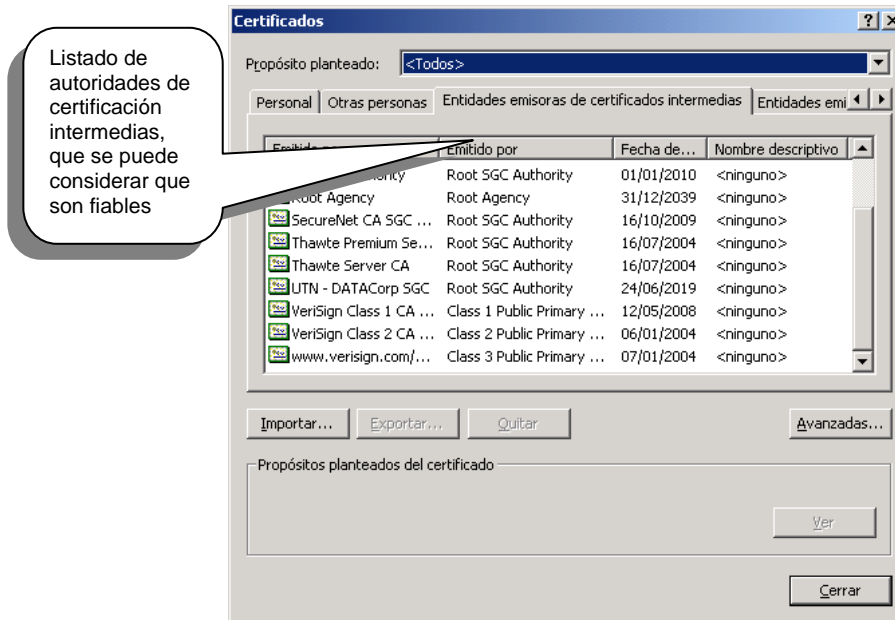 Certificados
Listado de
autoridades de
certificación
intermedias,
que se puede
considerar que
son fiables
Propósito planteado: <Todos>
Personal Otras personas Entidades emisoras de certificados intermedias Entidades emi
Emitido por Fecha de... Nombre descriptivo
Root SGC Authority 01/01/2010 <ninguno>
Root Agency Root Agency 31/12/2039 <ninguno>
SecureNet CA SGC ... Root SGC Authority 16/10/2009 <ninguno>
Thawte Premium Se... Root SGC Authority 16/07/2004 <ninguno>
Thawte Server CA Root SGC Authority 16/07/2004 <ninguno>
UTN - DATACorp SGC Root SGC Authority 24/06/2019 <ninguno>
VeriSign Class 1 CA ... Class 1 Public Primary ... 12/05/2008 <ninguno>
VeriSign Class 2 CA ... Class 2 Public Primary ... 06/01/2004 <ninguno>
www.verisign.com/... Class 3 Public Primary ... 07/01/2004 <ninguno>
Importar... Exportar... Quitar Avanzadas...
Propósitos planteados del certificado
Ver
Cerrar